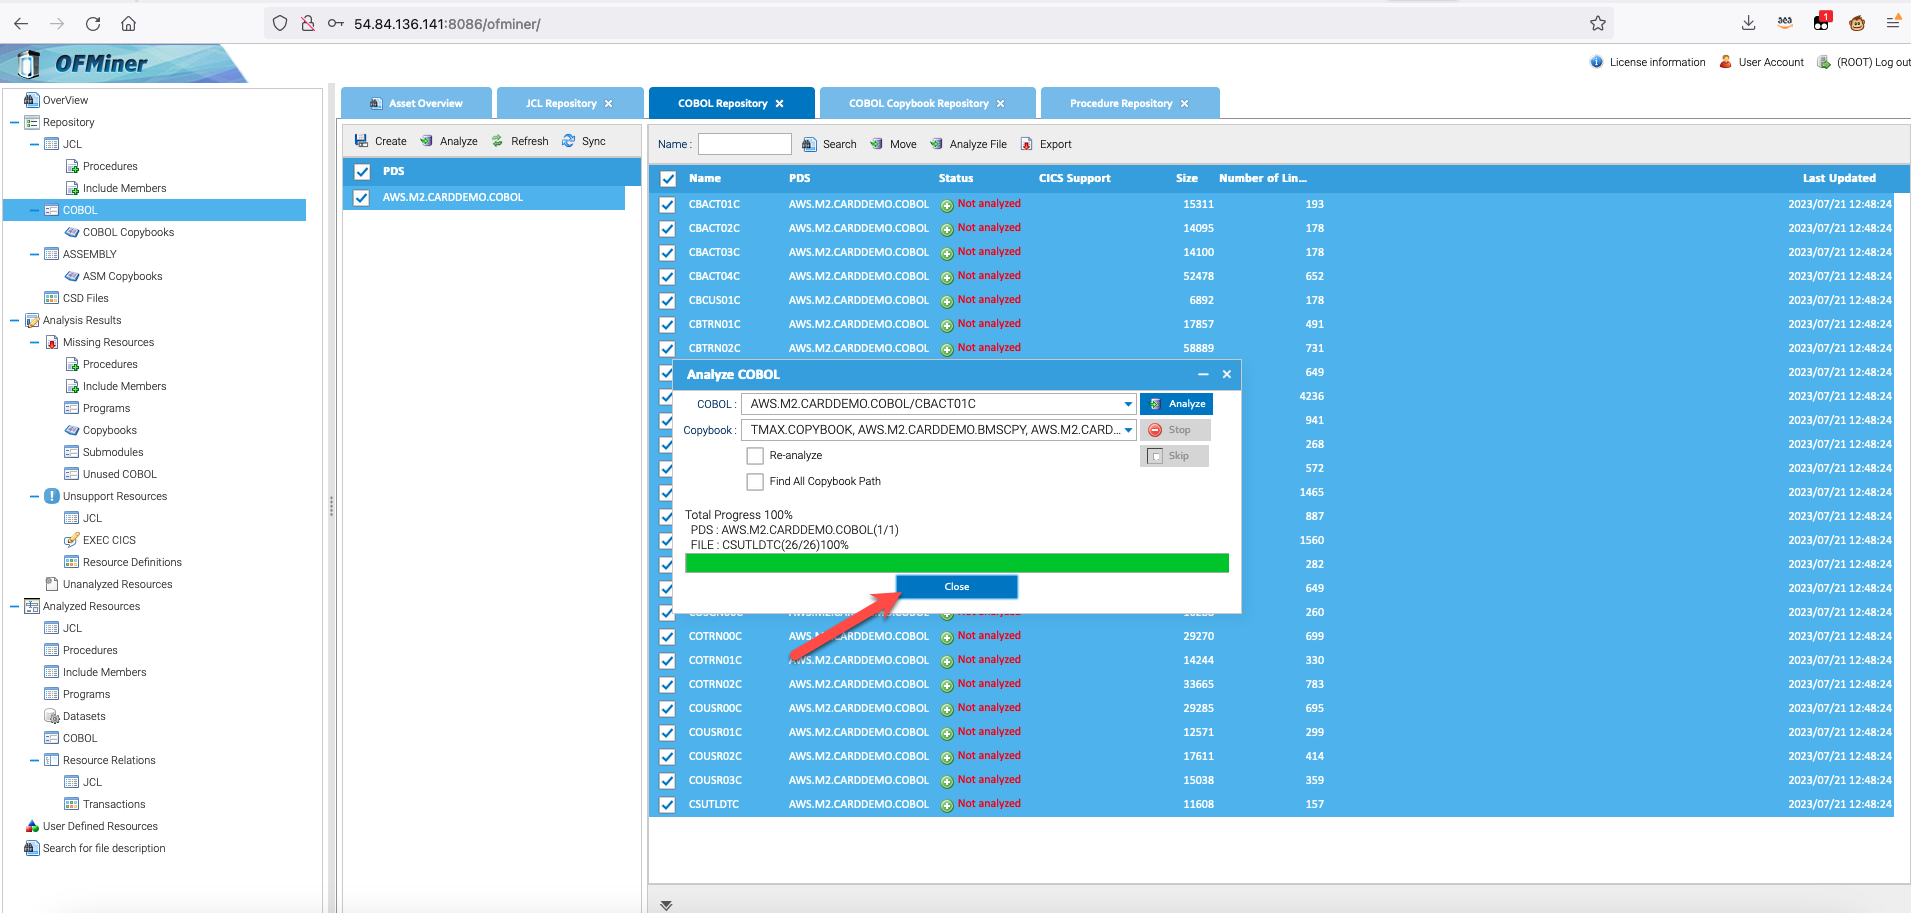 54.84.136.141:8086/ofminer/
1
OFMiner
License information User Account (ROOT) Log out
OverView
Repository
JCL
Procedures
Include Members
COBOL
COBOL Copybooks
ASSEMBLY
ASM Copybooks
CSD Files
Analysis Results
Missing Resources
Procedures
Include Members
Programs
Copybooks
Submodules
Unused COBOL
Unsupport Resources
JCL
EXEC CICS
Resource Definitions
Unanalyzed Resources
Analyzed Resources
JCL
Procedures
Include Members
Programs
Datasets
COBOL
Resource Relations
JCL
Transactions
User Defined Resources
Search for file description
Asset Overview JCL Repository COBOL Repository COBOL Copybook Repository Procedure Repository
Create Analyze Refresh Sync
PDS
AWS.M2.CARDDEMO.COBOL
Name : Search Move Analyze File Export
Name PDS Status CICS Support Size Number of Lin... Last Updated
CBACT01C AWS.M2.CARDDEMO.COBOL Not analyzed 15311 193 2023/07/21 12:48:24
CBACT02C AWS.M2.CARDDEMO.COBOL Not analyzed 14095 178 2023/07/21 12:48:24
CBACT03C AWS.M2.CARDDEMO.COBOL Not analyzed 14100 178 2023/07/21 12:48:24
CBACT04C AWS.M2.CARDDEMO.COBOL Not analyzed 52478 652 2023/07/21 12:48:24
CBCUS01C AWS.M2.CARDDEMO.COBOL Not analyzed 6892 178 2023/07/21 12:48:24
CBTRN01C AWS.M2.CARDDEMO.COBOL Not analyzed 17857 491 2023/07/21 12:48:24
CBTRN02C AWS.M2.CARDDEMO.COBOL Not analyzed 58889 731 2023/07/21 12:48:24
649 2023/07/21 12:48:24
4236 2023/07/21 12:48:24
941 2023/07/21 12:48:24
268 2023/07/21 12:48:24
572 2023/07/21 12:48:24
1465 2023/07/21 12:48:24
887 2023/07/21 12:48:24
1560 2023/07/21 12:48:24
282 2023/07/21 12:48:24
649 2023/07/21 12:48:24
260 2023/07/21 12:48:24
COTRN00C AWS.M2.CARDDEMO.COBOL Not analyzed 29270 699 2023/07/21 12:48:24
COTRN01C AWS.M2.CARDDEMO.COBOL Not analyzed 14244 330 2023/07/21 12:48:24
COTRN02C AWS.M2.CARDDEMO.COBOL Not analyzed 33665 783 2023/07/21 12:48:24
COUSR00C AWS.M2.CARDDEMO.COBOL Not analyzed 29285 695 2023/07/21 12:48:24
COUSR01C AWS.M2.CARDDEMO.COBOL Not analyzed 12571 299 2023/07/21 12:48:24
COUSR02C AWS.M2.CARDDEMO.COBOL Not analyzed 17611 414 2023/07/21 12:48:24
COUSR03C AWS.M2.CARDDEMO.COBOL Not analyzed 15038 359 2023/07/21 12:48:24
CSUTLDTC AWS.M2.CARDDEMO.COBOL Not analyzed 11608 157 2023/07/21 12:48:24
Analyze COBOL
COBOL : AWS.M2.CARDDEMO.COBOL/CBACT01C Analyze
Copybook : TMAX.COPYBOOK, AWS.M2.CARDDEMO.BMSCPY, AWS.M2.CARD... Stop
Re-analyze Skip
Find All Copybook Path
Total Progress 100%
PDS : AWS.M2.CARDDEMO.COBOL(1/1)
FILE : CSUTLDTC(26/26)100%
Close